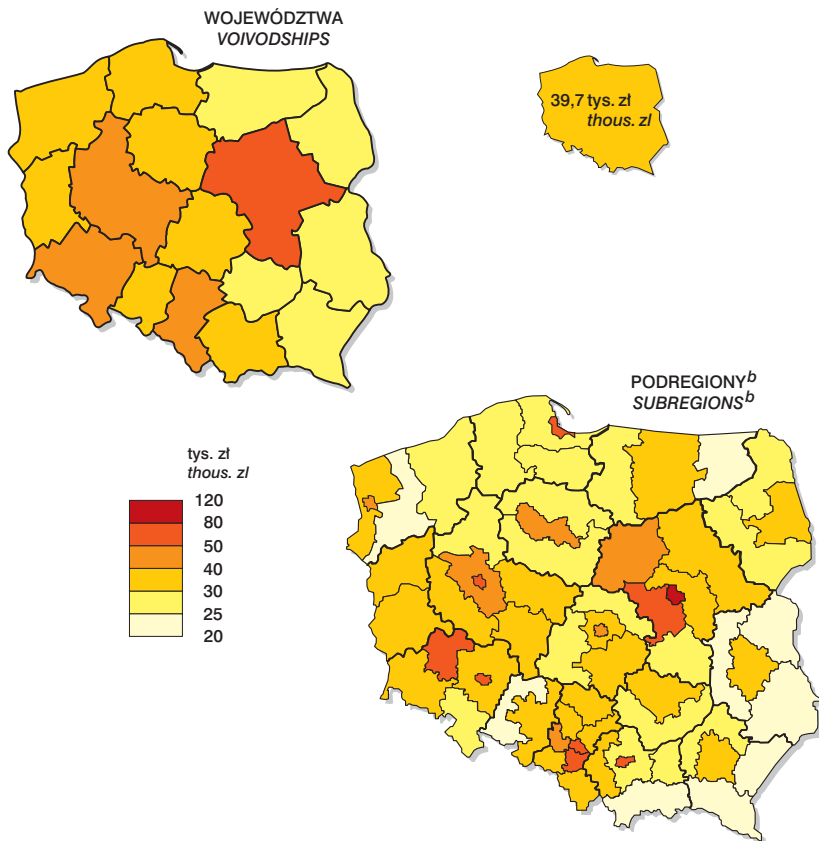 WOJEWÓDZTWA
VOIVODSHIPS
39,7 tys. zł
thous. zl
PODREGIONY b
SUBREGIONS b
tys. zł
thous. zl
120
80
50
40
30
25
20